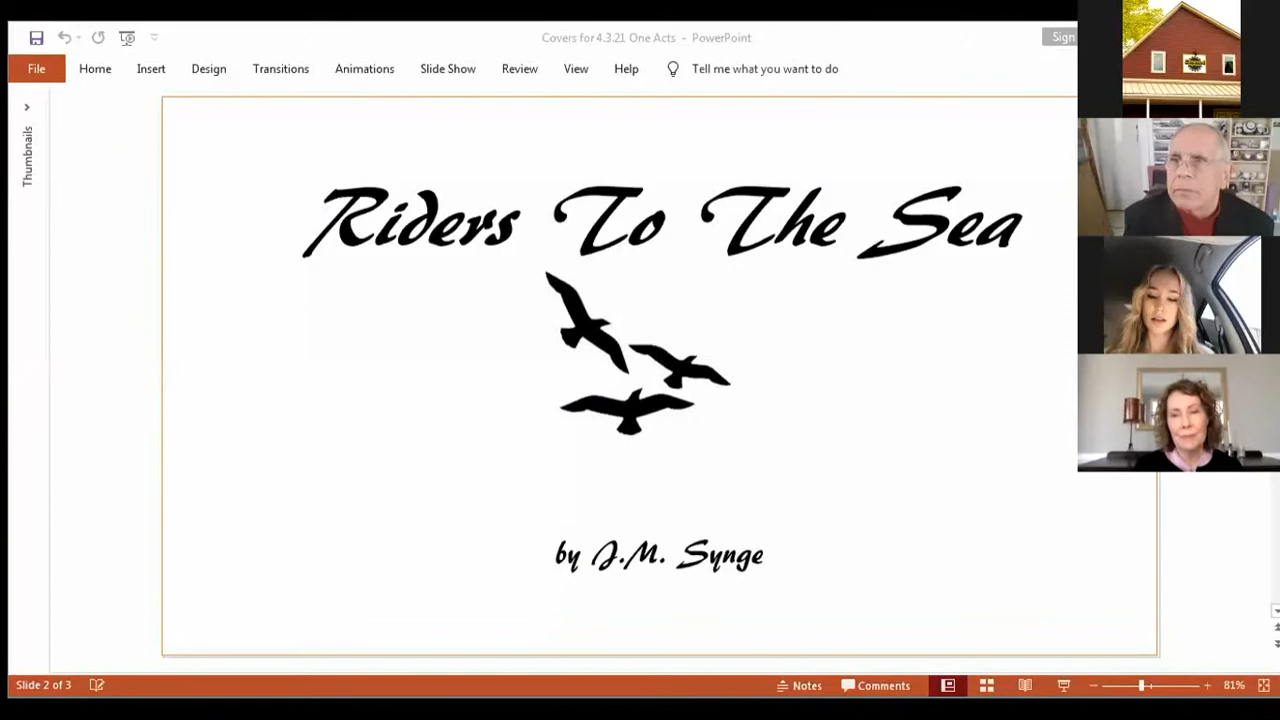 Covers for 4.3.21 One Acts - PowerPoint
Sign
File Home Insert Design Transitions Animations Slide Show Review View Help Tell me what you want to do
Thumbnails
Riders To The Sea
by J.M. Synge
Slide 2 of 3
Notes Comments 81%